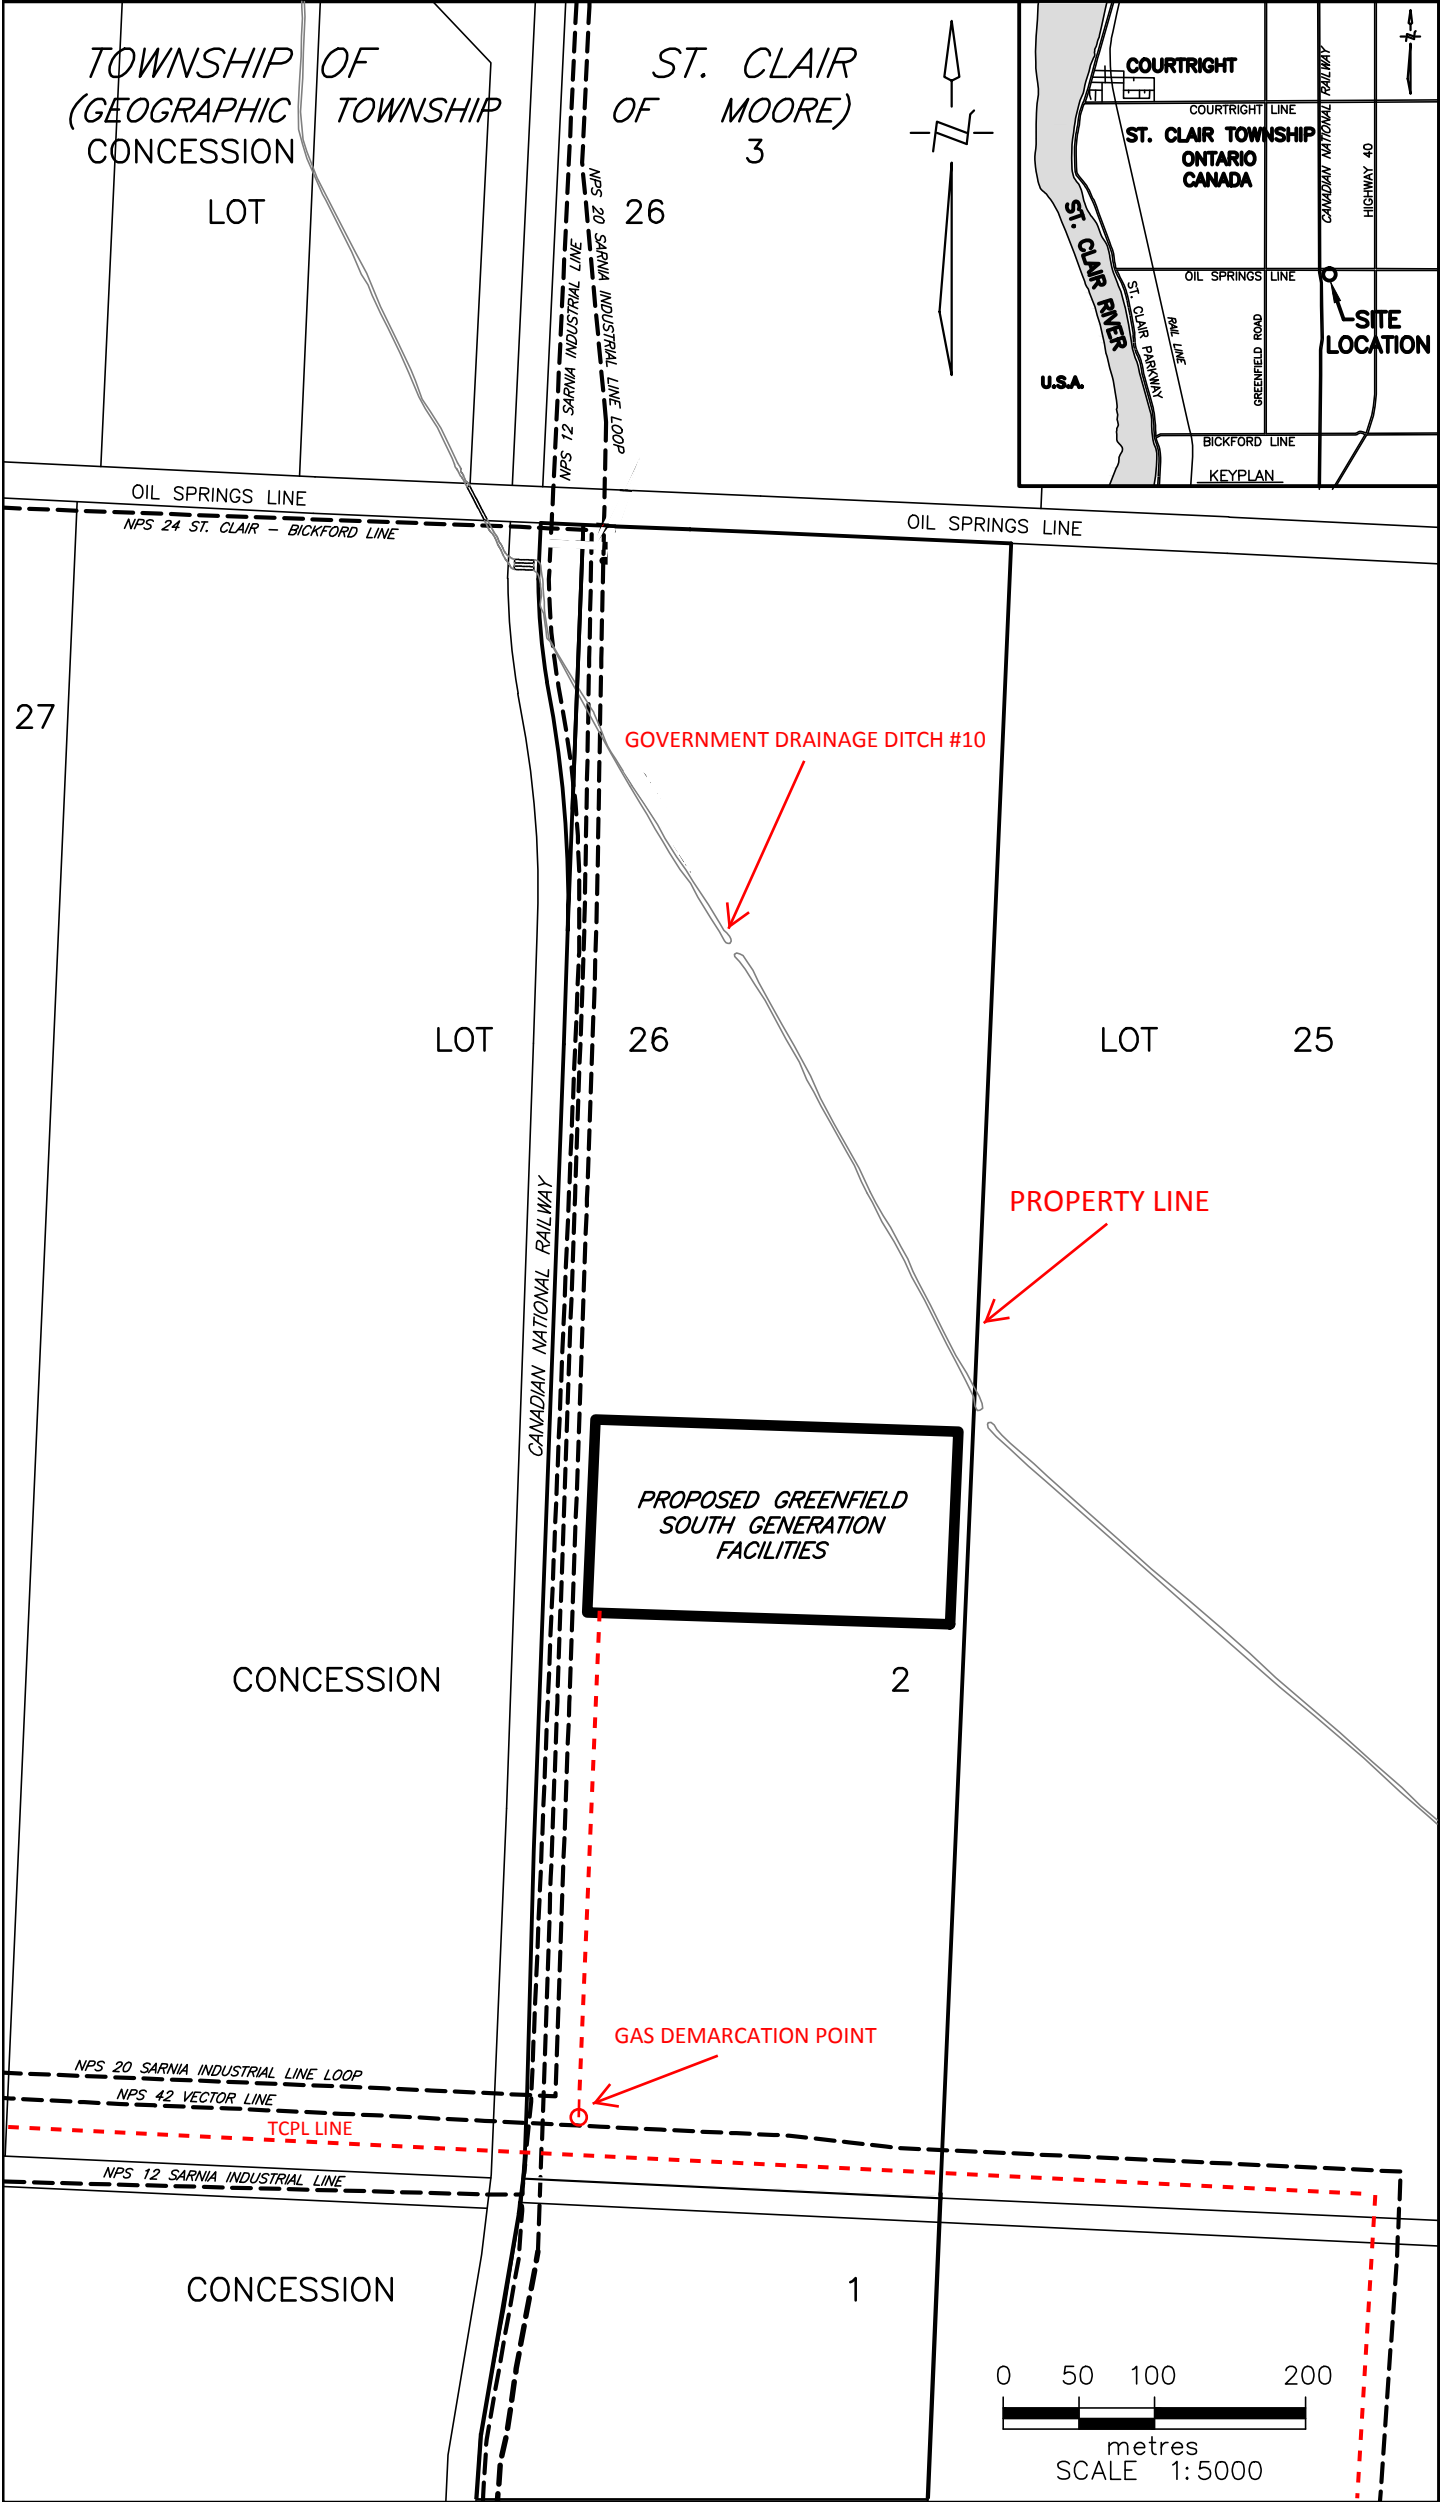 TOWNSHIP OF ST. CLAIR
(GEOGRAPHIC TOWNSHIP OF MOORE)
CONCESSION 3
LOT 26
NPS 12 SARNIA INDUSTRIAL LINE
NPS 20 SARNIA INDUSTRIAL LINE LOOP
N
N
COURTRIGHT
COURTRIGHT LINE
ST. CLAIR TOWNSHIP
ONTARIO
CANADA
CANADIAN NATIONAL RAILWAY
HIGHWAY 40
ST. CLAIR RIVER
OIL SPRINGS LINE
ST. CLAIR PARKWAY
RAIL LINE
GREENFIELD ROAD
SITE
LOCATION
U.S.A.
BICKFORD LINE
KEYPLAN
OIL SPRINGS LINE
NPS 24 ST. CLAIR - BICKFORD LINE
OIL SPRINGS LINE
27
GOVERNMENT DRAINAGE DITCH #10
LOT 26
LOT 25
CANADIAN NATIONAL RAILWAY
PROPERTY LINE
PROPOSED GREENFIELD
SOUTH GENERATION
FACILITIES
CONCESSION 2
GAS DEMARCATION POINT
NPS 20 SARNIA INDUSTRIAL LINE LOOP
NPS 42 VECTOR LINE
TCPL LINE
NPS 12 SARNIA INDUSTRIAL LINE
CONCESSION 1
0 50 100 200
metres
SCALE 1:5000